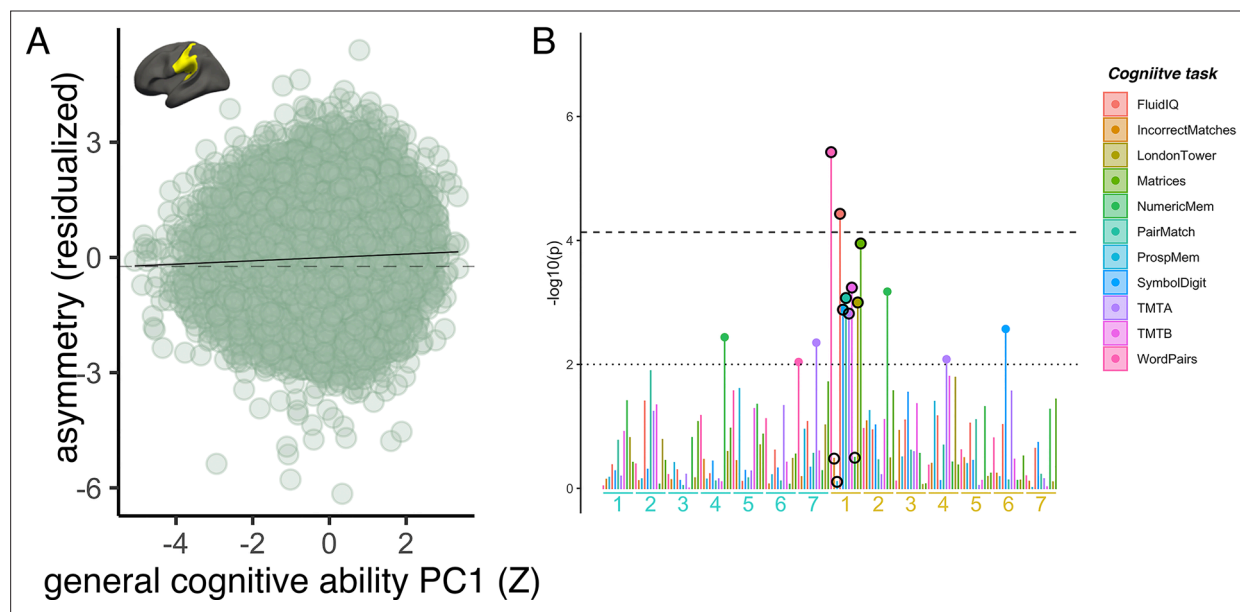 A
B
asymmetry (residualized)
3
0
-3
-6
-4 -2 0 2
general cognitive ability PC1 (Z)
-log10(p)
6
4
2
0
1 2 3 4 5 6 7 1 2 3 4 5 6 7
Cogniitve task
FluidIQ
IncorrectMatches
LondonTower
Matrices
NumericMem
PairMatch
ProspMem
SymbolDigit
TMTA
TMTB
WordPairs